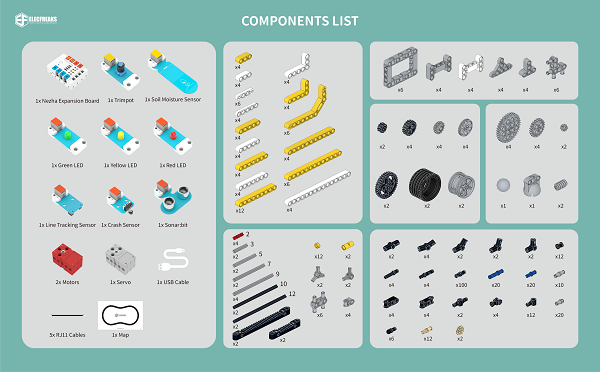 ELECFREAKS
COMPONENTS LIST
1x Nezha Expansion Board
1x Trimpot
1x Soil Moisture Sensor
1x Green LED
1x Yellow LED
1x Red LED
1x Line Tracking Sensor
1x Crash Sensor
1x Sonar:bit
2x Motors
1x Servo
1x USB Cable
5x RJ11 Cables
1x Map
x4
x4
x6
x4
x4
x4
x4
x4
x12
x4
x4
x6
x4
x6
x4
x6
x4
x4
x4
x4
x6
x2
x4
x4
x4
x2
x2
x2
x4
x4
x2
x1
x1
x2
2
x4
3
x2
5
x2
7
x2
9
x2
10
x2
12
x2
x2
x2
x12
x2
x2
x2
x6
x4
x2
x4
x2
x2
x12
x4
x4
x100
x20
x20
x10
x4
x4
x2
x4
x12
x20
x6
x12
x2